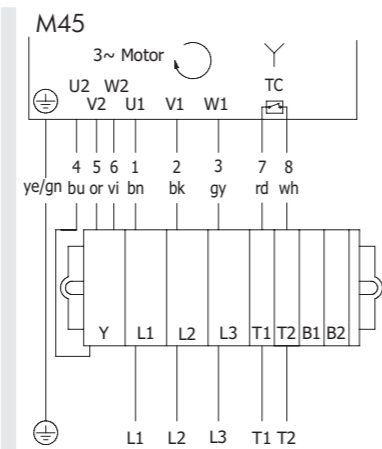 M45
3~ Motor
TC
U2 W2
V2 U1 V1 W1
4 5 6 1 2 3 7 8
ye/gn bu or vi bn bk gy rd wh
Y L1 L2 L3 T1 T2 B1 B2
L1 L2 L3 T1 T2